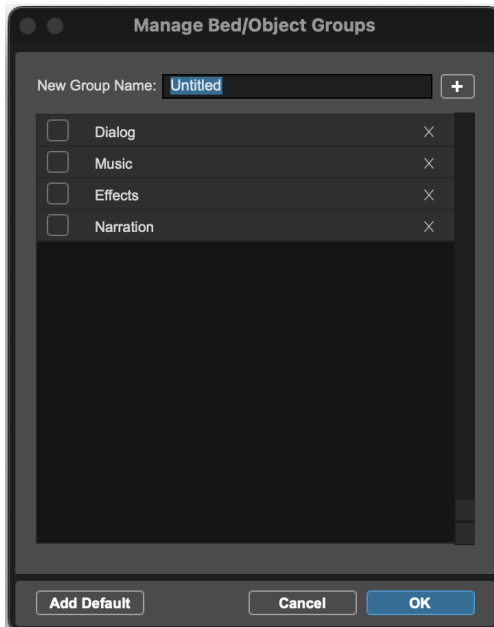 Manage Bed/Object Groups
New Group Name: Untitled +
Dialog X
Music X
Effects X
Narration X
Add Default Cancel OK